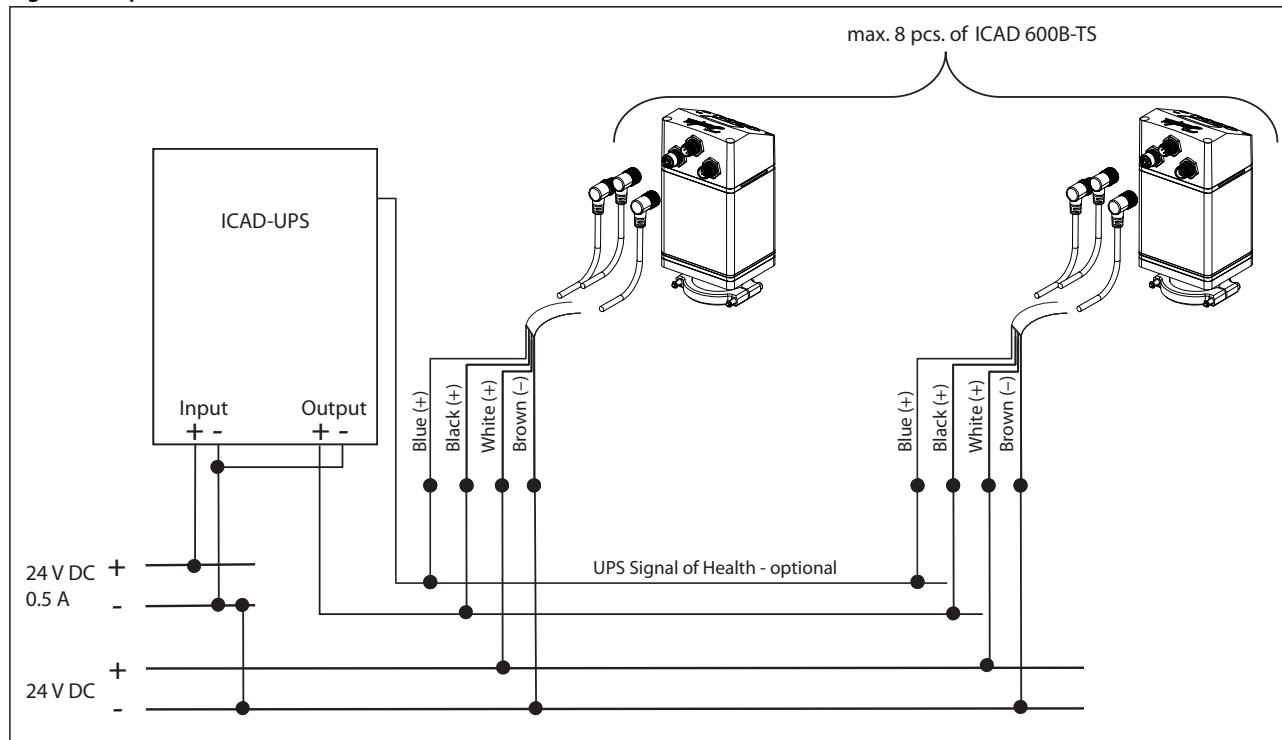 max. 8 pcs. of ICAD 600B-TS
ICAD-UPS
Input
Output
+ -
+ -
Blue (+)
Black (+)
White (+)
Brown (–)
Blue (+)
Black (+)
White (+)
Brown (–)
UPS Signal of Health - optional
24 V DC +
0.5 A
-
+
24 V DC
-